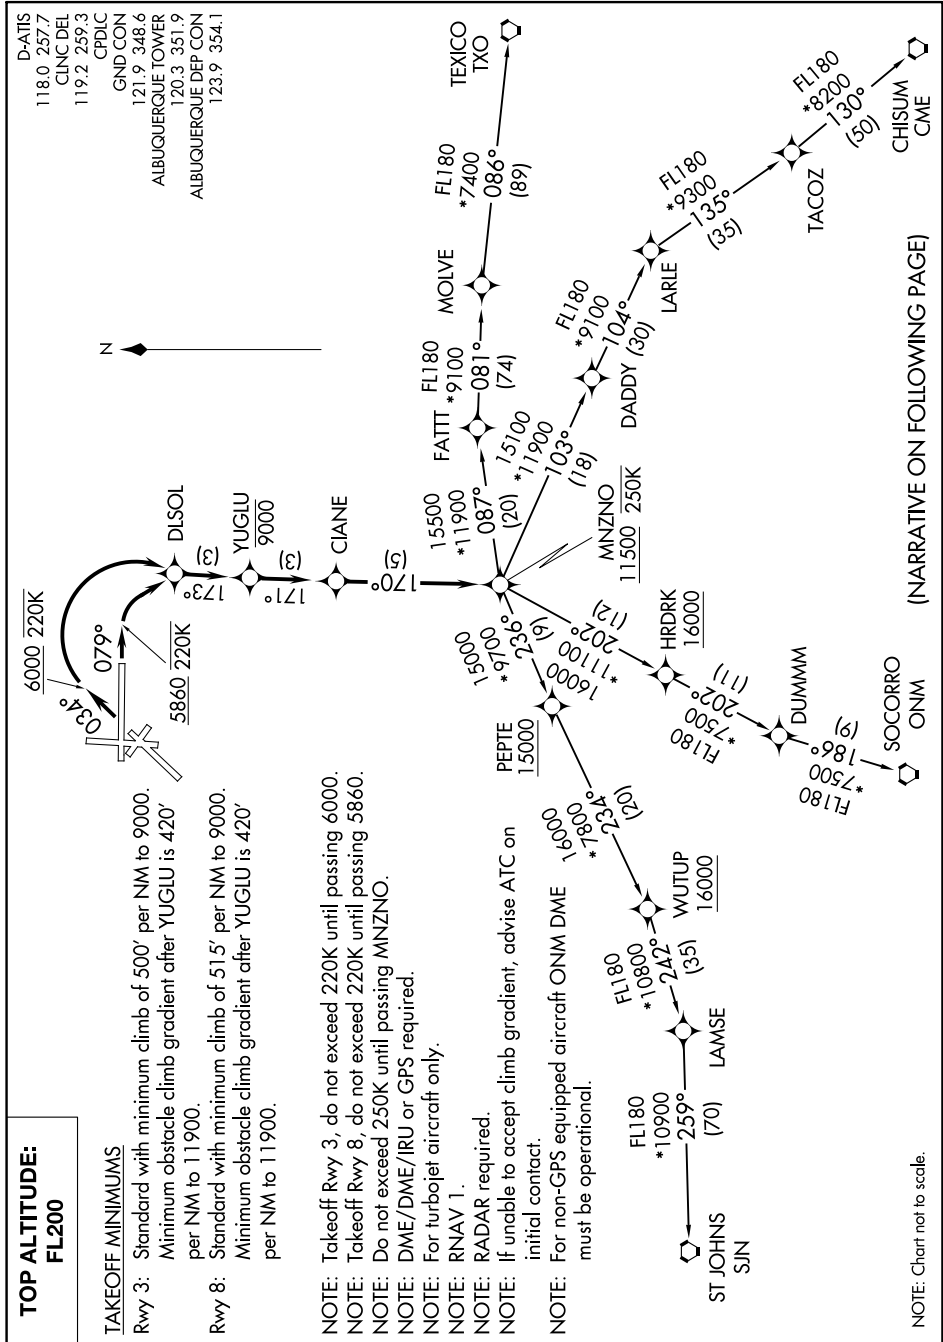 TOP ALTITUDE:
FL200
D-ATIS
118.0 257.7
CLNC DEL
119.2 259.3
CPDLC
GND CON
121.9 348.6
ALBUQUERQUE TOWER
120.3 351.9
ALBUQUERQUE DEP CON
123.9 354.1
TAKEOFF MINIMUMS
Rwy 3: Standard with minimum climb of 500' per NM to 9000.
Minimum obstacle climb gradient after YUGLU is 420'
per NM to 11900.
Rwy 8: Standard with minimum climb of 515' per NM to 9000.
Minimum obstacle climb gradient after YUGLU is 420'
per NM to 11900.
NOTE: Takeoff Rwy 3, do not exceed 220K until passing 6000.
NOTE: Takeoff Rwy 8, do not exceed 220K until passing 5860.
NOTE: Do not exceed 250K until passing MNZNO.
NOTE: DME/DME/IRU or GPS required.
NOTE: For turbojet aircraft only.
NOTE: RNAV 1.
NOTE: RADAR required.
NOTE: If unable to accept climb gradient, advise ATC on
initial contact.
NOTE: For non-GPS equipped aircraft ONM DME
must be operational.
N
6000 220K
034°
079°
5860 220K
DLSOL
173°
(3)
YUGLU
9000
171°
(3)
CIANE
170°
(5)
MNZNO
11500 250K
15500
*11900
087°
(20)
FATTT
FL180
*9100
081°
(74)
MOLVE
FL180
*7400
086°
(89)
TEXICO
TXO
15100
*11900
103°
(18)
DADDY
FL180
*9100
104°
(30)
LARLE
FL180
*9300
135°
(35)
TACOZ
FL180
*8200
130°
(50)
CHISUM
CME
15000
*9700
236°
(9)
PEPTE
15000
16000
*7800
234°
(20)
WUTUP
16000
FL180
*10800
242°
(35)
LAMSE
FL180
*10900
259°
(70)
ST JOHNS
SJN
16000
*11100
202°
(12)
HRDRK
16000
FL180
*7500
202°
(11)
DUMMM
FL180
*7500
186°
(9)
SOCORRO
ONM
(NARRATIVE ON FOLLOWING PAGE)
NOTE: Chart not to scale.